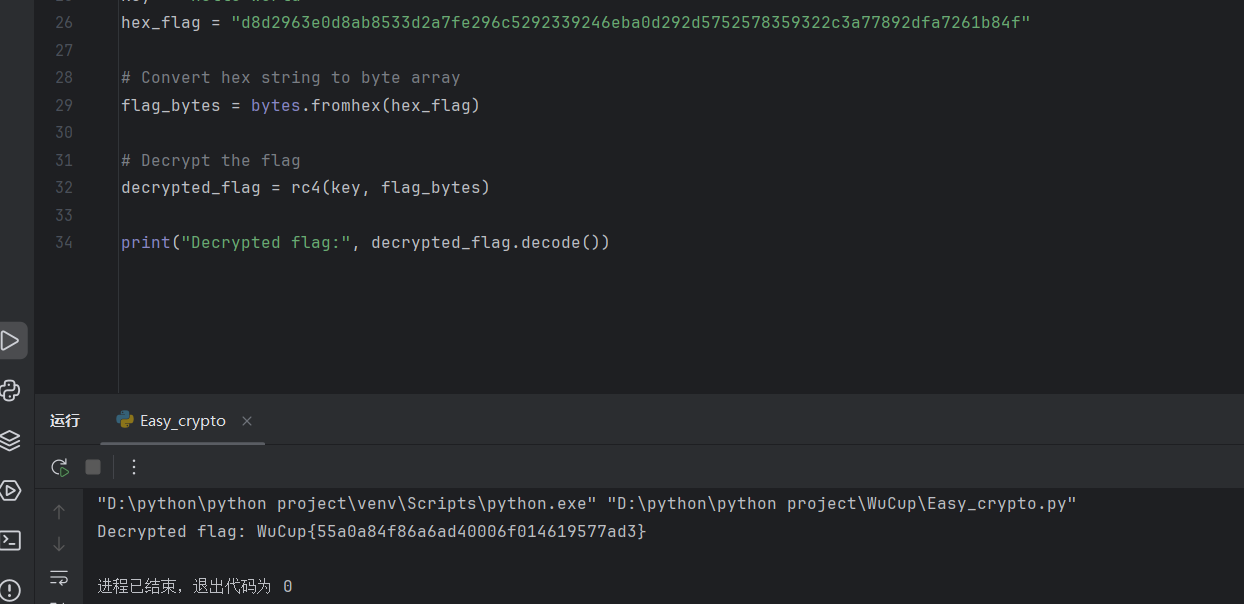 26 hex_flag = "d8d2963e0d8ab8533d2a7fe296c5292339246eba0d292d5752578359322c3a77892dfa7261b84f"
27
28 # Convert hex string to byte array
29 flag_bytes = bytes.fromhex(hex_flag)
30
31 # Decrypt the flag
32 decrypted_flag = rc4(key, flag_bytes)
33
34 print("Decrypted flag:", decrypted_flag.decode())
运行 Easy_crypto
"D:\python\python project\venv\Scripts\python.exe" "D:\python\python project\WuCup\Easy_crypto.py"
Decrypted flag: WuCup{55a0a84f86a6ad40006f014619577ad3}
进程已结束，退出代码为 0